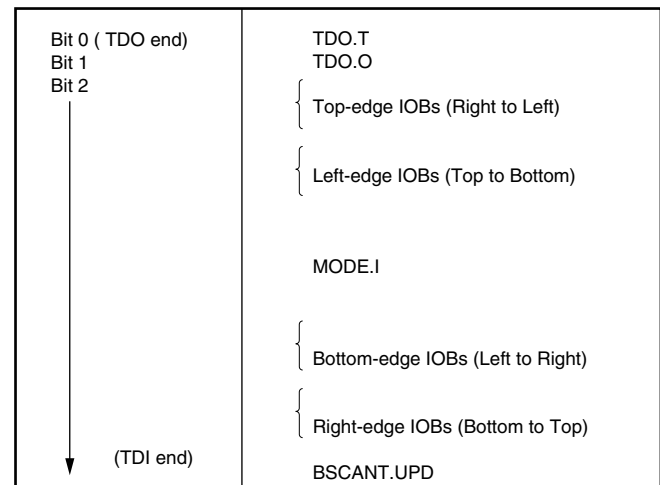 Bit 0 ( TDO end)
Bit 1
Bit 2
(TDI end)
TDO.T
TDO.O
Top-edge IOBs (Right to Left)
Left-edge IOBs (Top to Bottom)
MODE.I
Bottom-edge IOBs (Left to Right)
Right-edge IOBs (Bottom to Top)
BSCANT.UPD